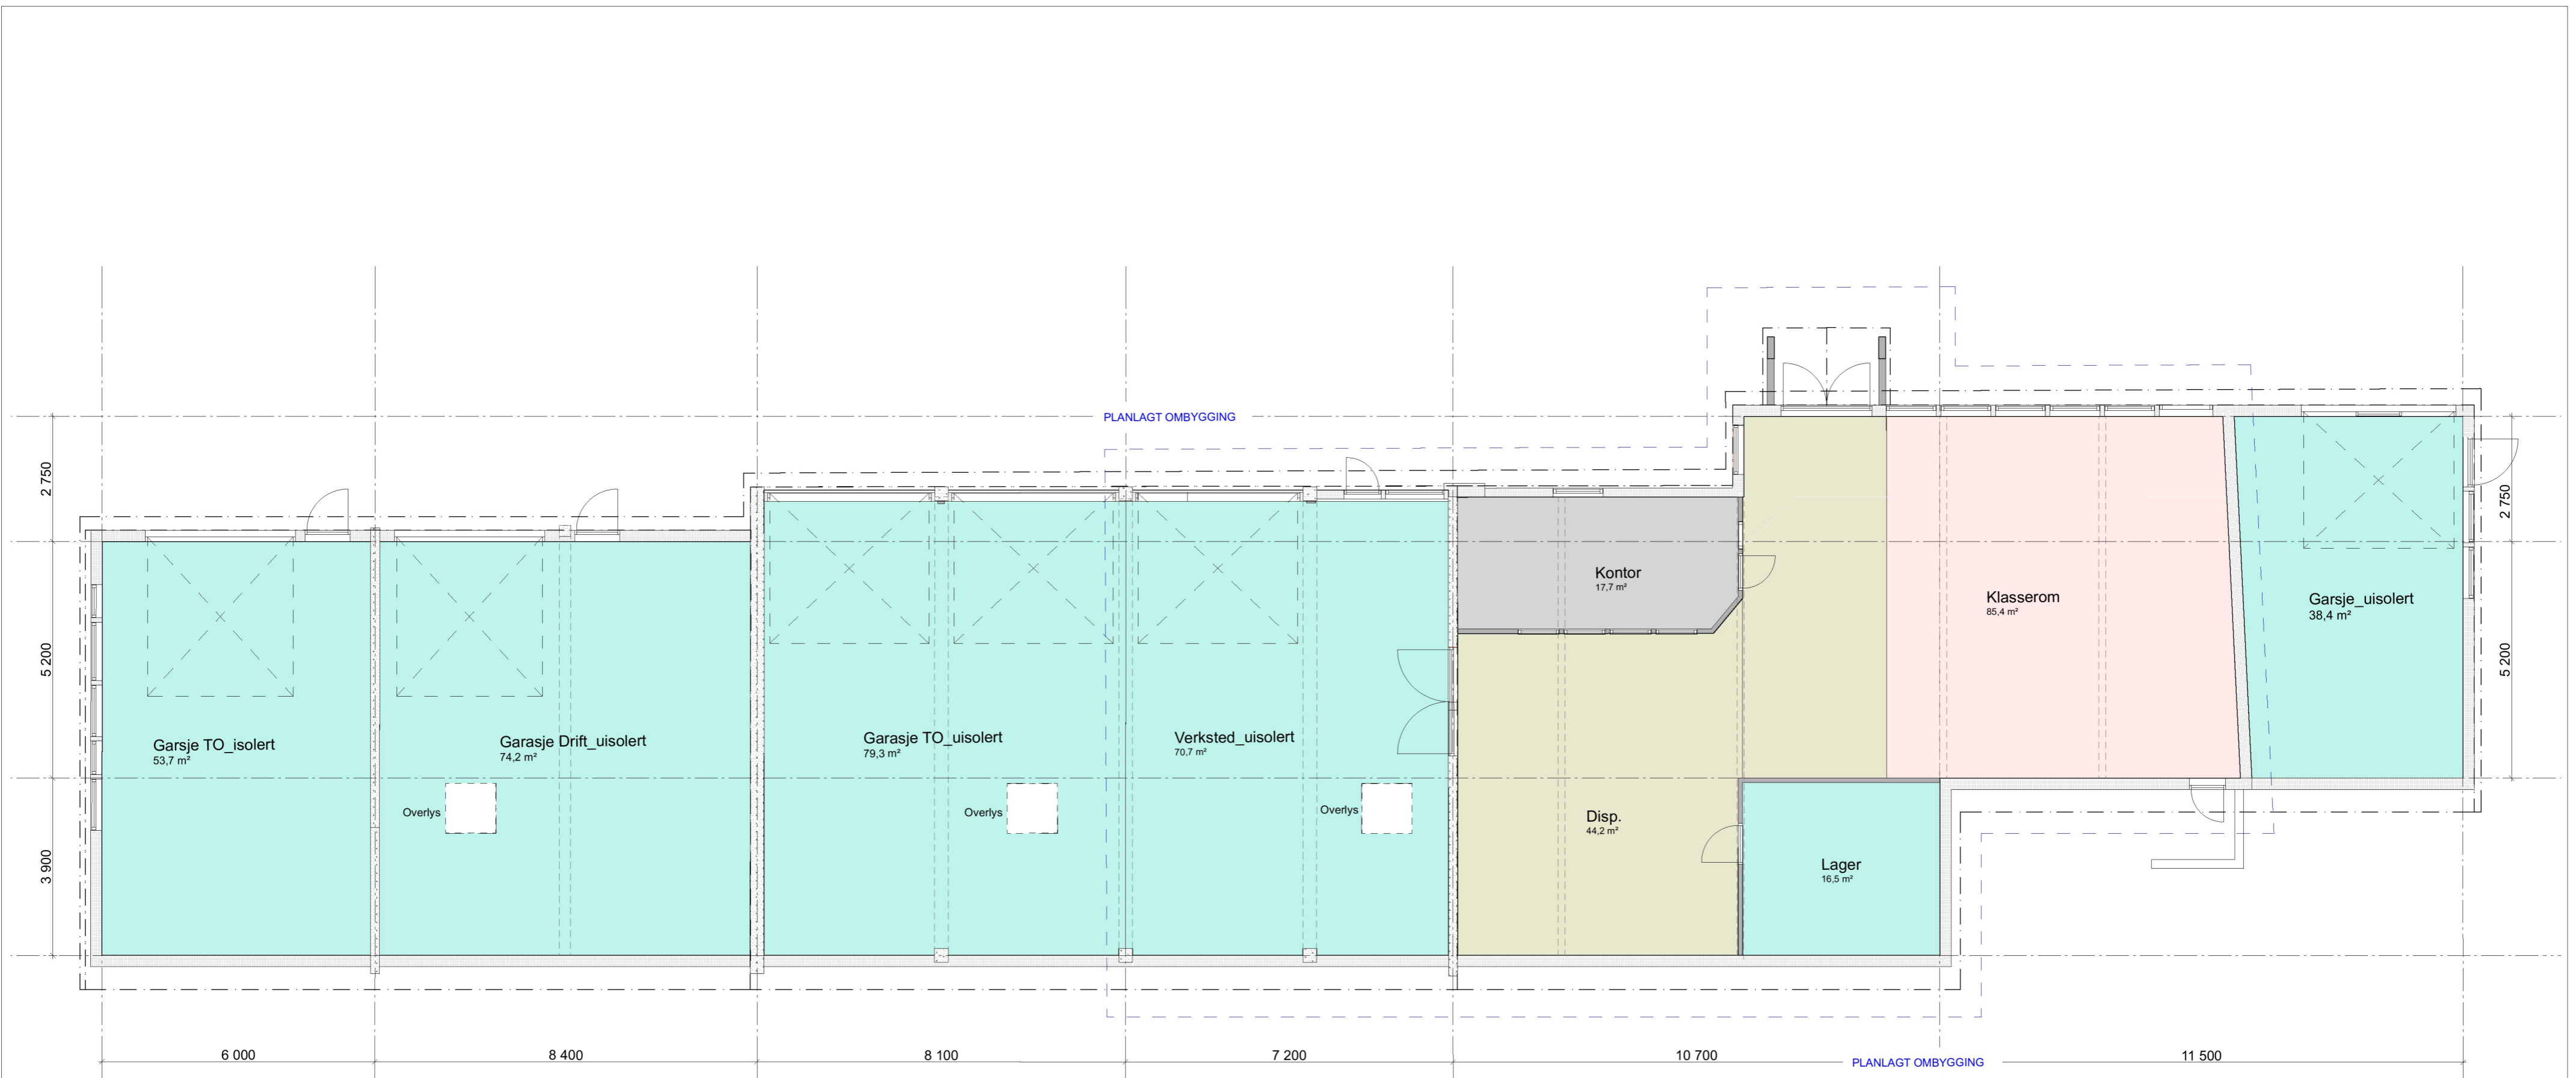 PLANLAGT OMBYGGING
2 750
5 200
3 900
2 750
5 200
Garsje TO_isolert
53,7 m²
Garasje Drift_uisolert
74,2 m²
Overlys
Garasje TO_uisolert
79,3 m²
Overlys
Verksted_uisolert
70,7 m²
Overlys
Kontor
17,7 m²
Disp.
44,2 m²
Lager
16,5 m²
Klasserom
85,4 m²
Garsje_uisolert
38,4 m²
6 000
8 400
8 100
7 200
10 700
11 500
PLANLAGT OMBYGGING